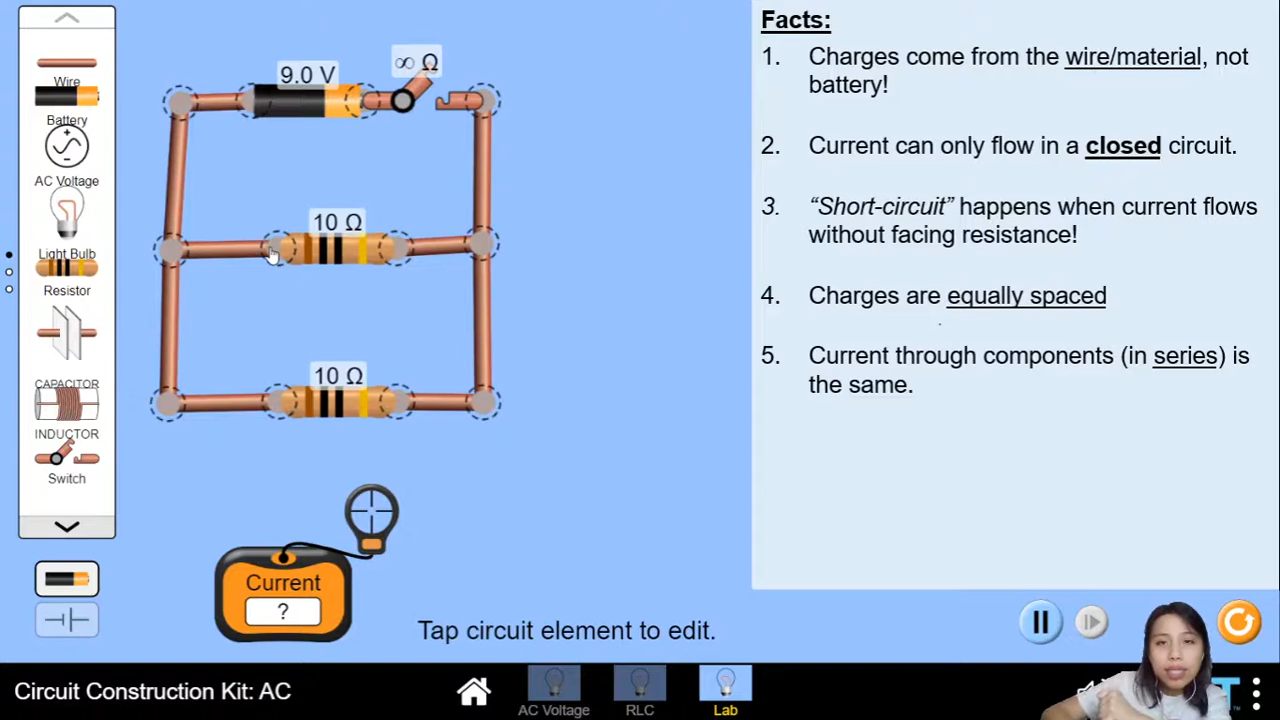 Wire
Battery
AC Voltage
Light Bulb
Resistor
CAPACITOR
INDUCTOR
Switch
9.0 V
∞ Ω
10 Ω
10 Ω
Current
?
Tap circuit element to edit.
Facts:
1. Charges come from the wire/material, not
battery!
2. Current can only flow in a closed circuit.
3. “Short-circuit” happens when current flows
without facing resistance!
4. Charges are equally spaced
5. Current through components (in series) is
the same.
Circuit Construction Kit: AC
AC Voltage
RLC
Lab